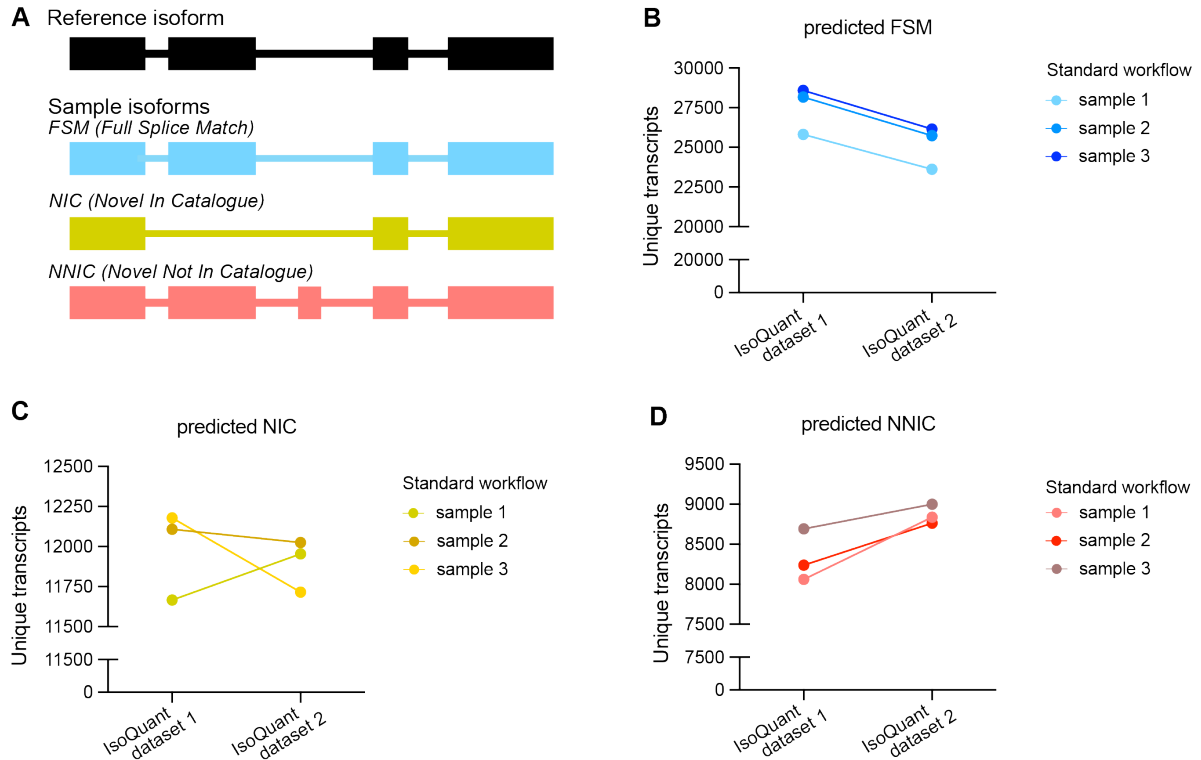 A
Reference isoform
Sample isoforms
FSM (Full Splice Match)
NIC (Novel In Catalogue)
NNIC (Novel Not In Catalogue)
B
predicted FSM
Unique transcripts
30000
27500
25000
22500
20000
20000
0
IsoQuant
dataset 1
IsoQuant
dataset 2
Standard workflow
sample 1
sample 2
sample 3
C
predicted NIC
Unique transcripts
12500
12250
12000
11750
11500
11500
0
IsoQuant
dataset 1
IsoQuant
dataset 2
Standard workflow
sample 1
sample 2
sample 3
D
predicted NNIC
Unique transcripts
9500
9000
8500
8000
7500
7500
0
IsoQuant
dataset 1
IsoQuant
dataset 2
Standard workflow
sample 1
sample 2
sample 3